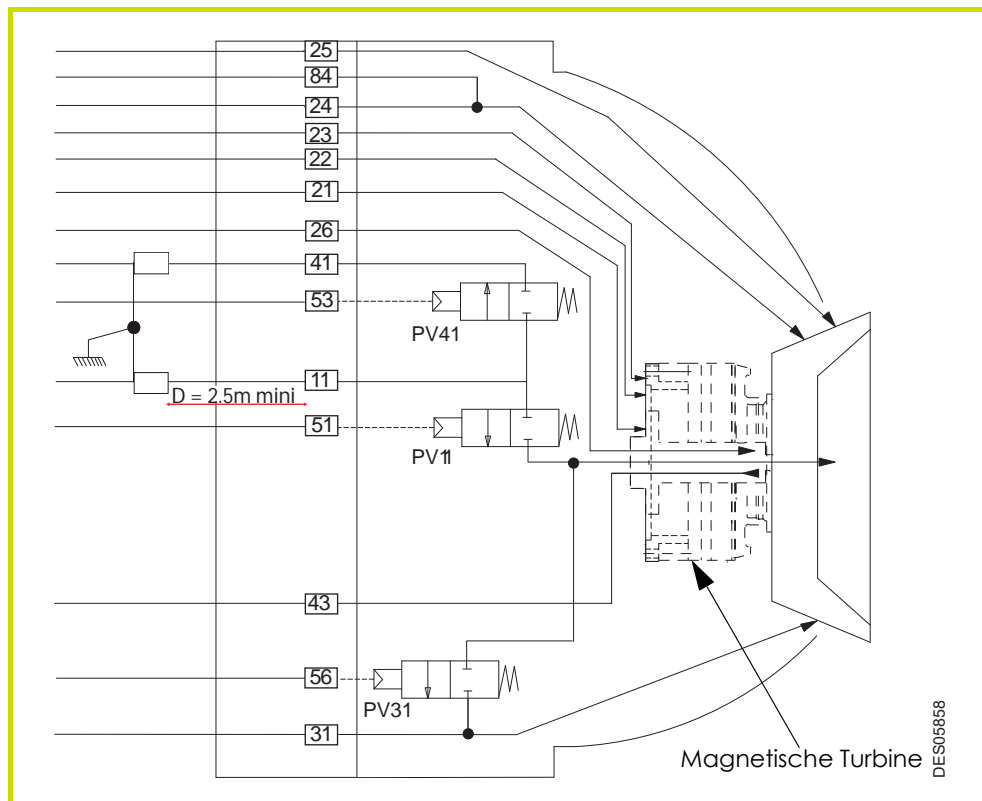 25
84
24
23
22
21
26
41
53
PV41
D = 2.5m mini
11
51
PV11
43
56
PV31
31
Magnetische Turbine
DES05858